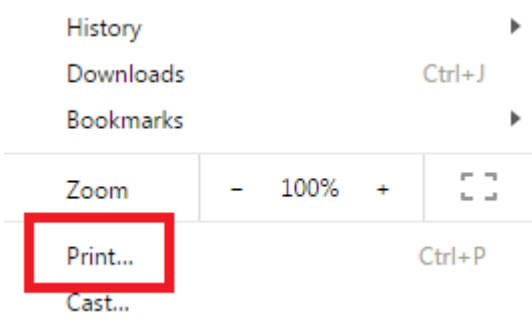 History
Downloads Ctrl+J
Bookmarks
Zoom - 100% +
Print... Ctrl+P
Cast...